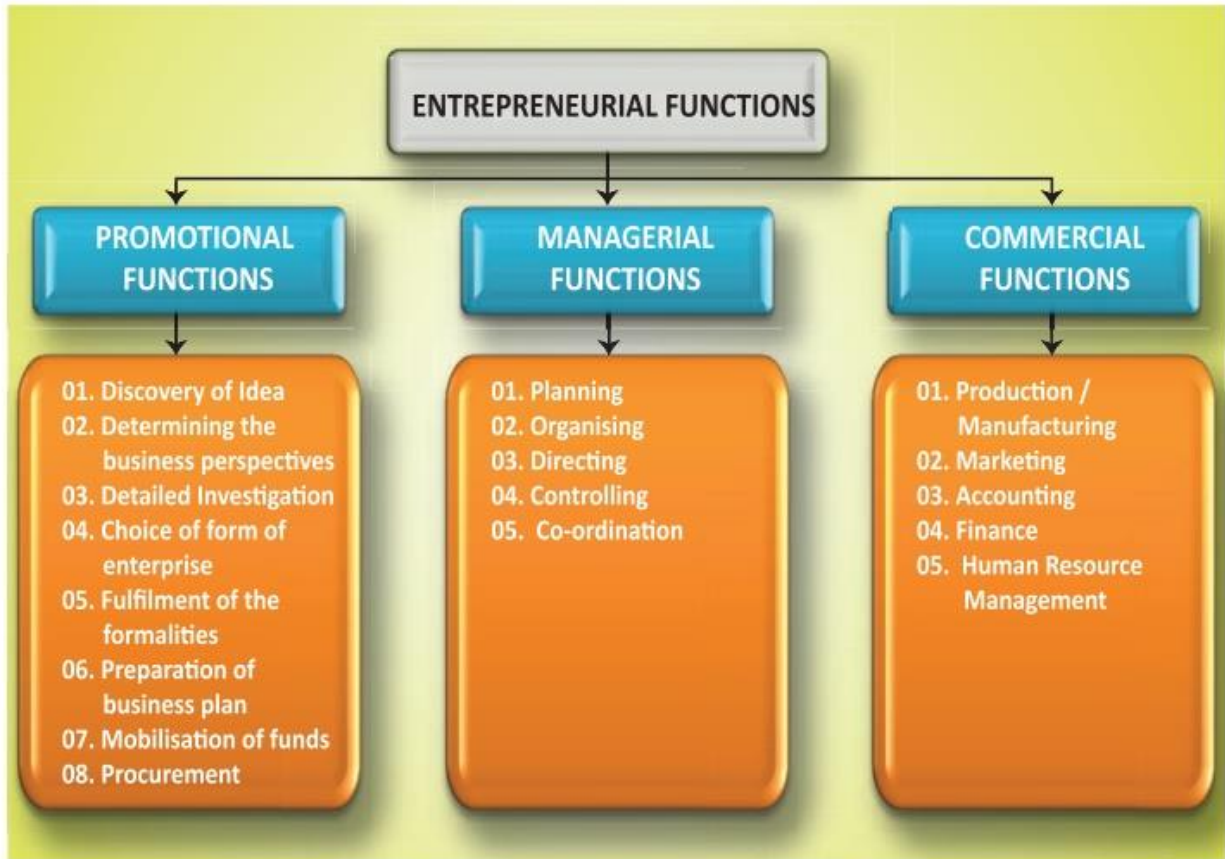 ENTREPRENEURIAL FUNCTIONS
PROMOTIONAL
FUNCTIONS
01. Discovery of Idea
02. Determining the
business perspectives
03. Detailed Investigation
04. Choice of form of
enterprise
05. Fulfilment of the
formalities
06. Preparation of
business plan
07. Mobilisation of funds
08. Procurement
MANAGERIAL
FUNCTIONS
01. Planning
02. Organising
03. Directing
04. Controlling
05. Co-ordination
COMMERCIAL
FUNCTIONS
01. Production /
Manufacturing
02. Marketing
03. Accounting
04. Finance
05. Human Resource
Management